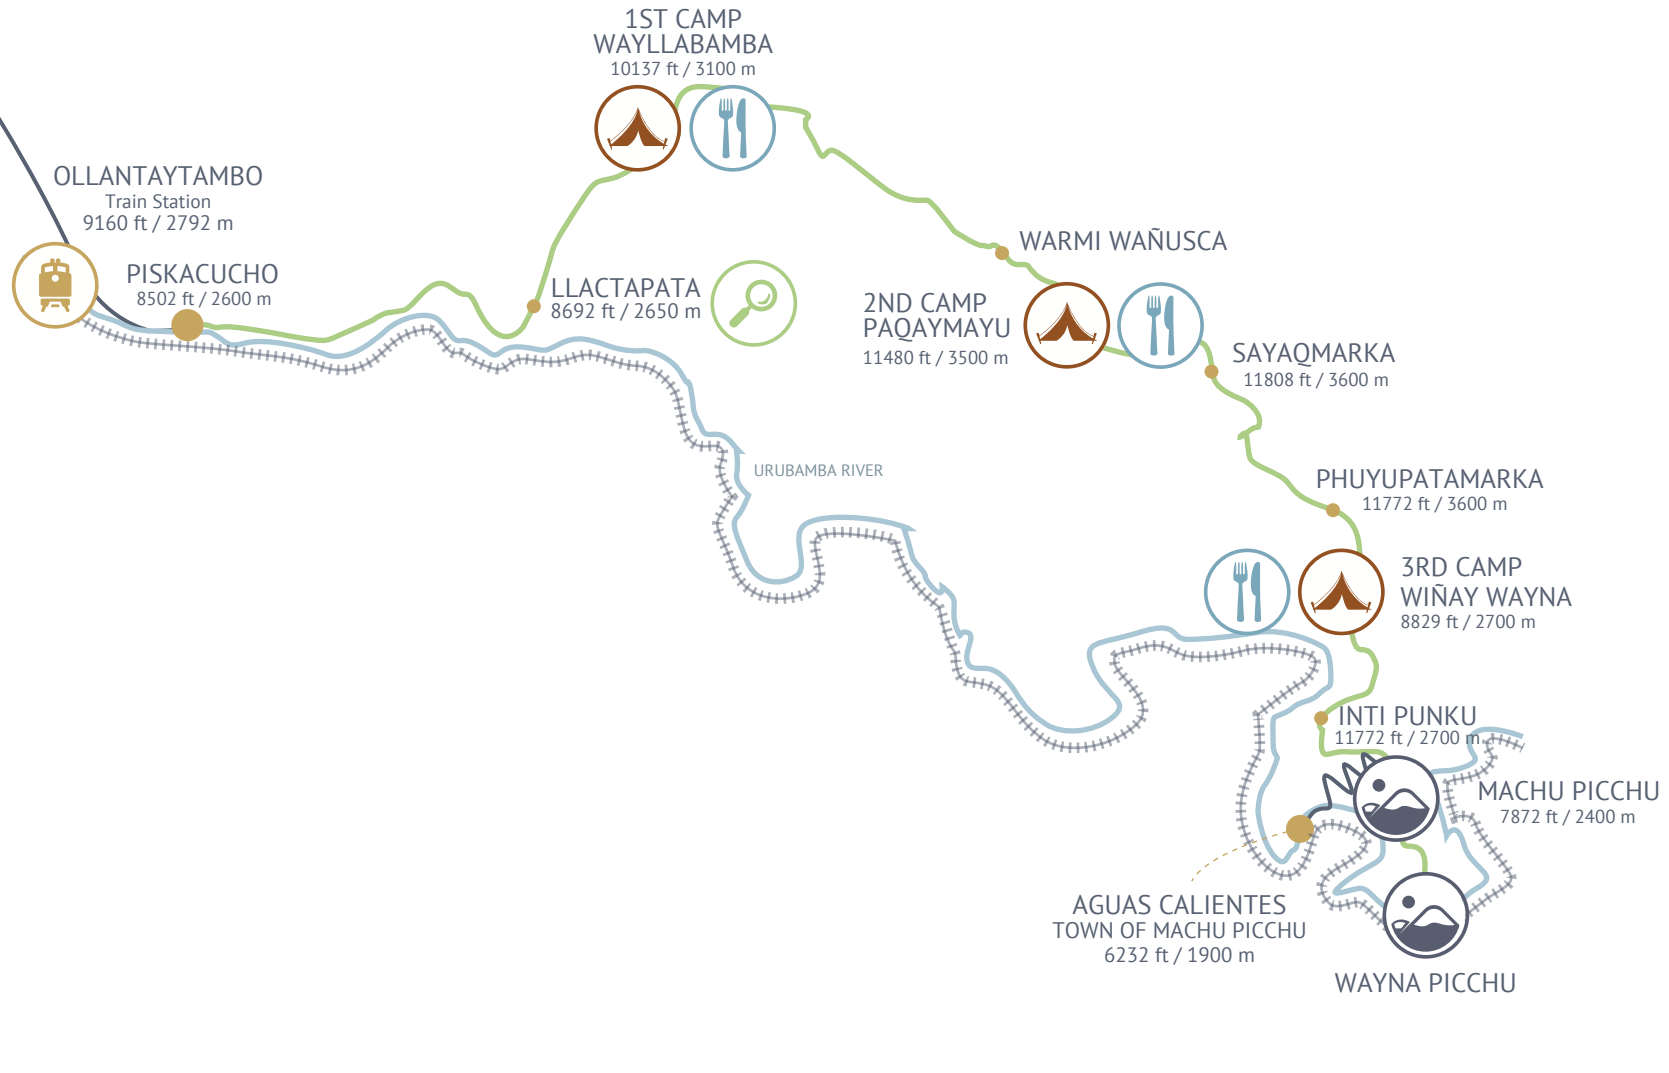 1ST CAMP
WAYLLABAMBA
10137 ft / 3100 m
OLLANTAYTAMBO
Train Station
9160 ft / 2792 m
PISKACUCHO
8502 ft / 2600 m
LLACTAPATA
8692 ft / 2650 m
WARMI WAÑUSCA
2ND CAMP
PAQAYMAYU
11480 ft / 3500 m
SAYAQMARKA
11808 ft / 3600 m
URUBAMBA RIVER
PHUYUPATAMARKA
11772 ft / 3600 m
3RD CAMP
WIÑAY WAYNA
8829 ft / 2700 m
INTI PUNKU
11772 ft / 2700 m
MACHU PICCHU
7872 ft / 2400 m
AGUAS CALIENTES
TOWN OF MACHU PICCHU
6232 ft / 1900 m
WAYNA PICCHU